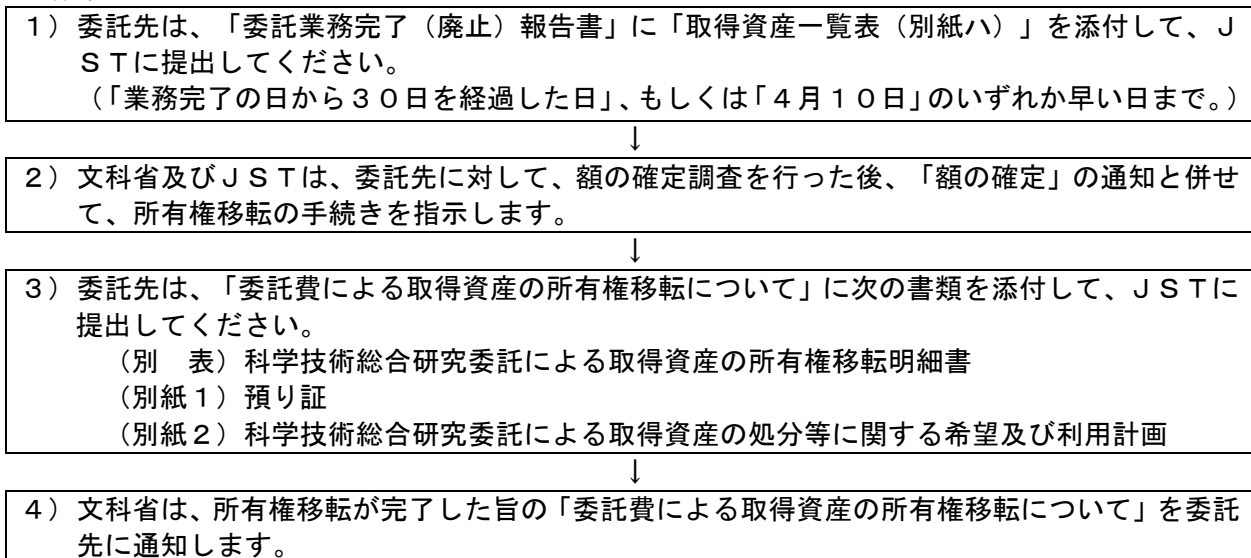 １）委託先は、「委託業務完了（廃止）報告書」に「取得資産一覧表（別紙ハ）」を添付して、Ｊ
ＳＴに提出してください。
（「業務完了の日から３０日を経過した日」、もしくは「４月１０日」のいずれか早い日まで。）
↓
２）文科省及びＪＳＴは、委託先に対して、額の確定調査を行った後、「額の確定」の通知と併せ
て、所有権移転の手続きを指示します。
↓
３）委託先は、「委託費による取得資産の所有権移転について」に次の書類を添付して、ＪＳＴに
提出してください。
（別　表）科学技術総合研究委託による取得資産の所有権移転明細書
（別紙１）預り証
（別紙２）科学技術総合研究委託による取得資産の処分等に関する希望及び利用計画
↓
４）文科省は、所有権移転が完了した旨の「委託費による取得資産の所有権移転について」を委託
先に通知します。